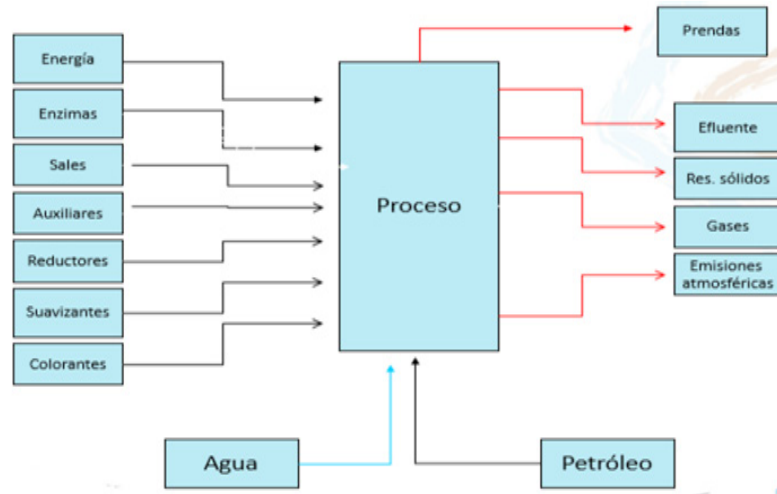 Prendas
Energía
Enzimas
Sales
Auxiliares
Reductores
Suavizantes
Colorantes
Proceso
Efluente
Res. sólidos
Gases
Emisiones
atmosféricas
Agua
Petróleo